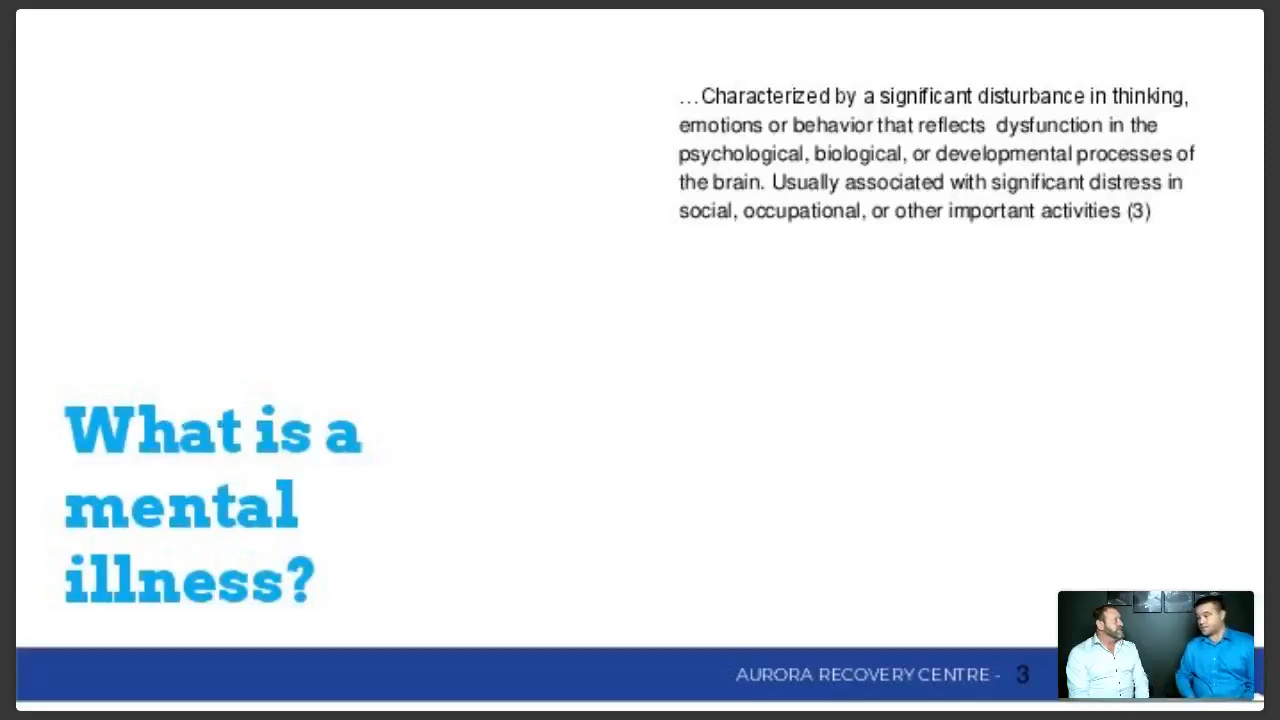 …Characterized by a significant disturbance in thinking,
emotions or behavior that reflects dysfunction in the
psychological, biological, or developmental processes of
the brain. Usually associated with significant distress in
social, occupational, or other important activities (3)
What is a
mental
illness?
AURORA RECOVERY CENTRE - 3